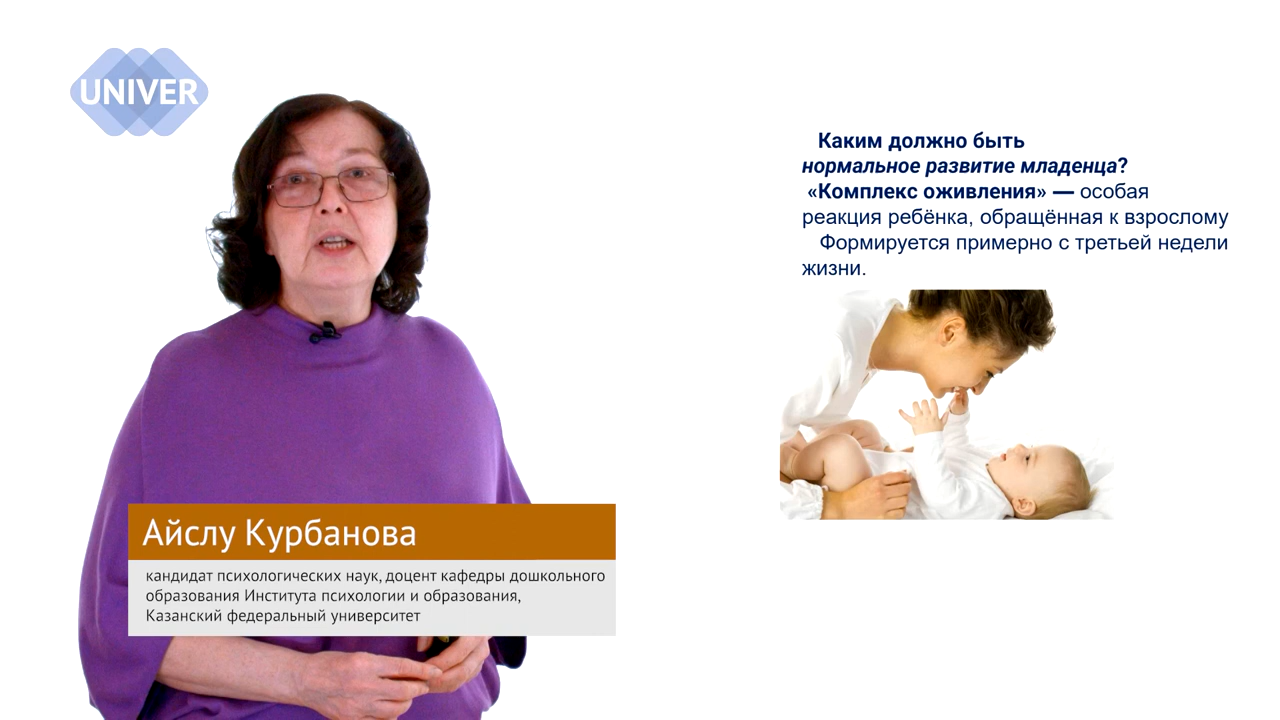 UNIVER
Каким должно быть
нормальное развитие младенца?
«Комплекс оживления» — особая
реакция ребёнка, обращённая к взрослому
Формируется примерно с третьей недели
жизни.
Айслу Курбанова
кандидат психологических наук, доцент кафедры дошкольного
образования Института психологии и образования,
Казанский федеральный университет